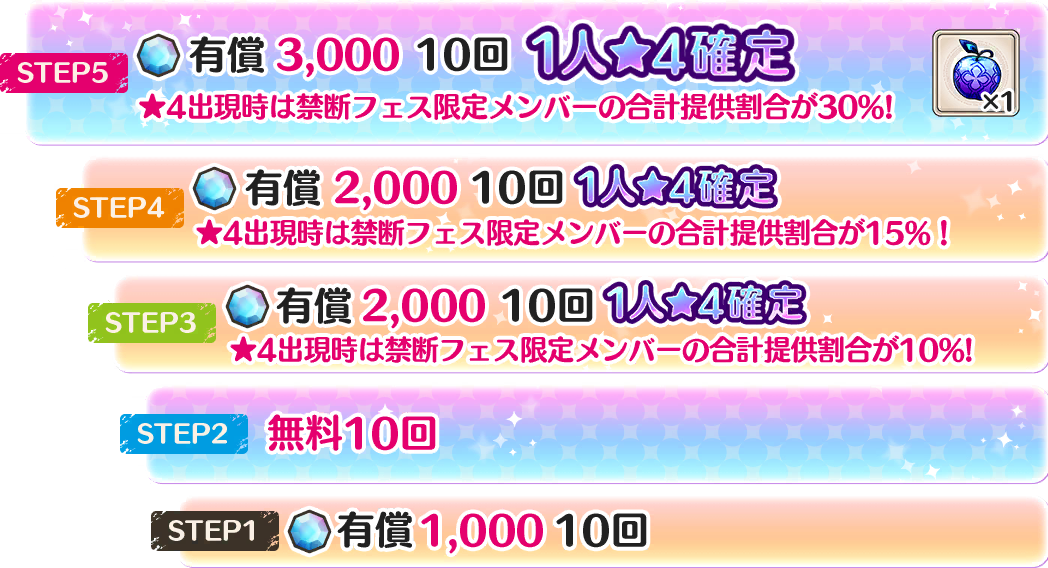 STEP5 有償 3,000 10回 1人★4確定
★4出現時は禁断フェス限定メンバーの合計提供割合が30%!
×1
STEP4 有償 2,000 10回 1人★4確定
★4出現時は禁断フェス限定メンバーの合計提供割合が15%！
STEP3 有償 2,000 10回 1人★4確定
★4出現時は禁断フェス限定メンバーの合計提供割合が10%!
STEP2 無料10回
STEP1 有償 1,000 10回